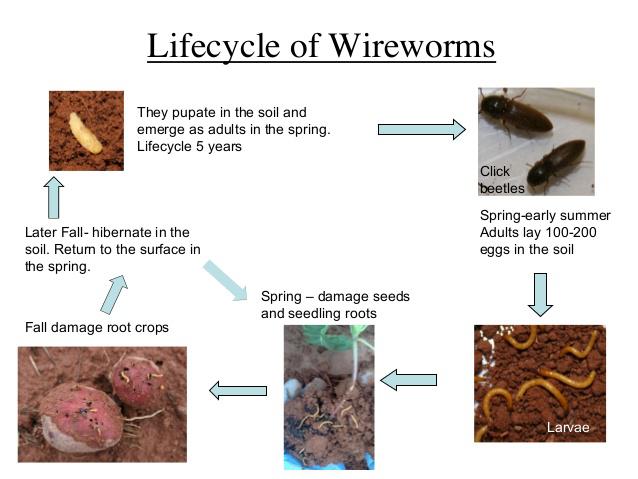 Lifecycle of Wireworms
They pupate in the soil and
emerge as adults in the spring.
Lifecycle 5 years
Click
beetles
Spring-early summer
Adults lay 100-200
eggs in the soil
Later Fall- hibernate in the
soil. Return to the surface in
the spring.
Spring – damage seeds
and seedling roots
Fall damage root crops
Larvae